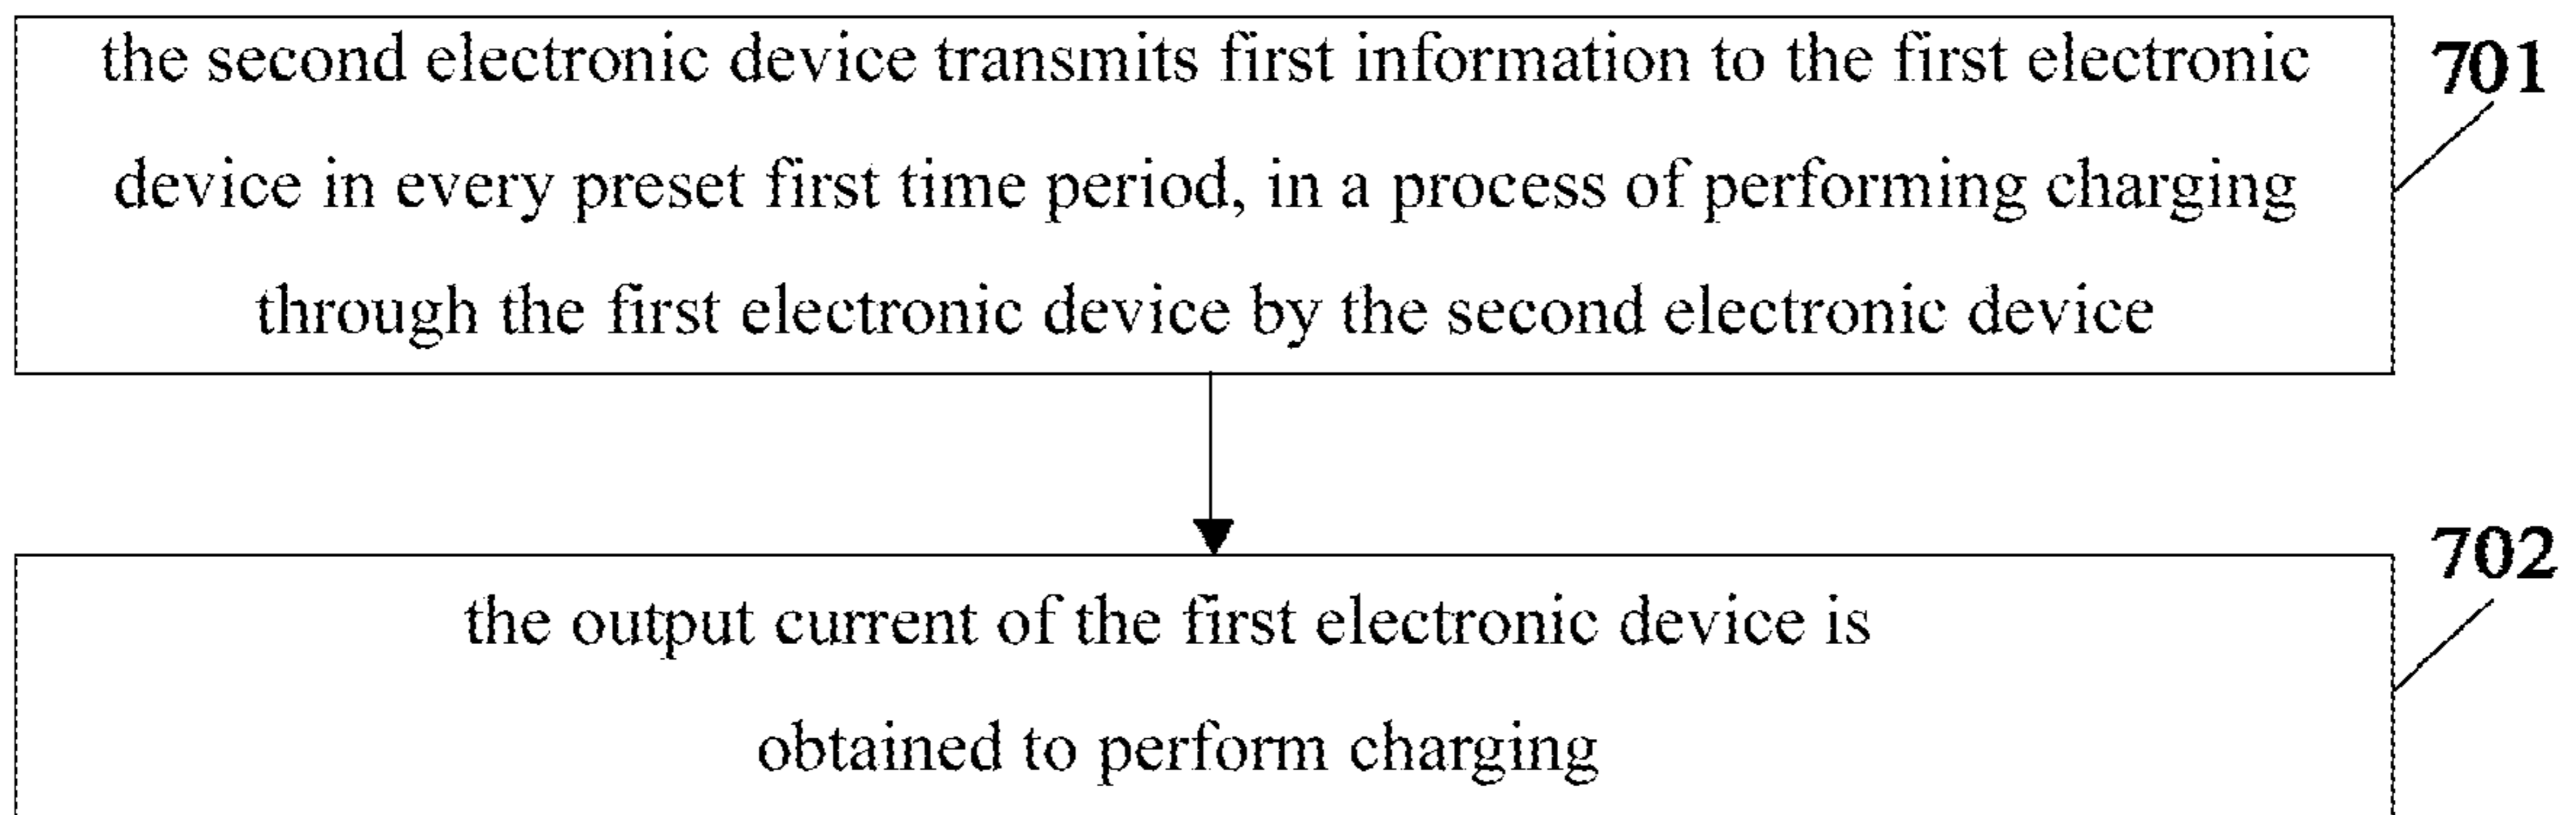 the second electronic device transmits first information to the first electronic
701
device in every preset first time period, in a process of performing charging
through the first electronic device by the second electronic device
702
the output current of the first electronic device is
obtained to perform charging